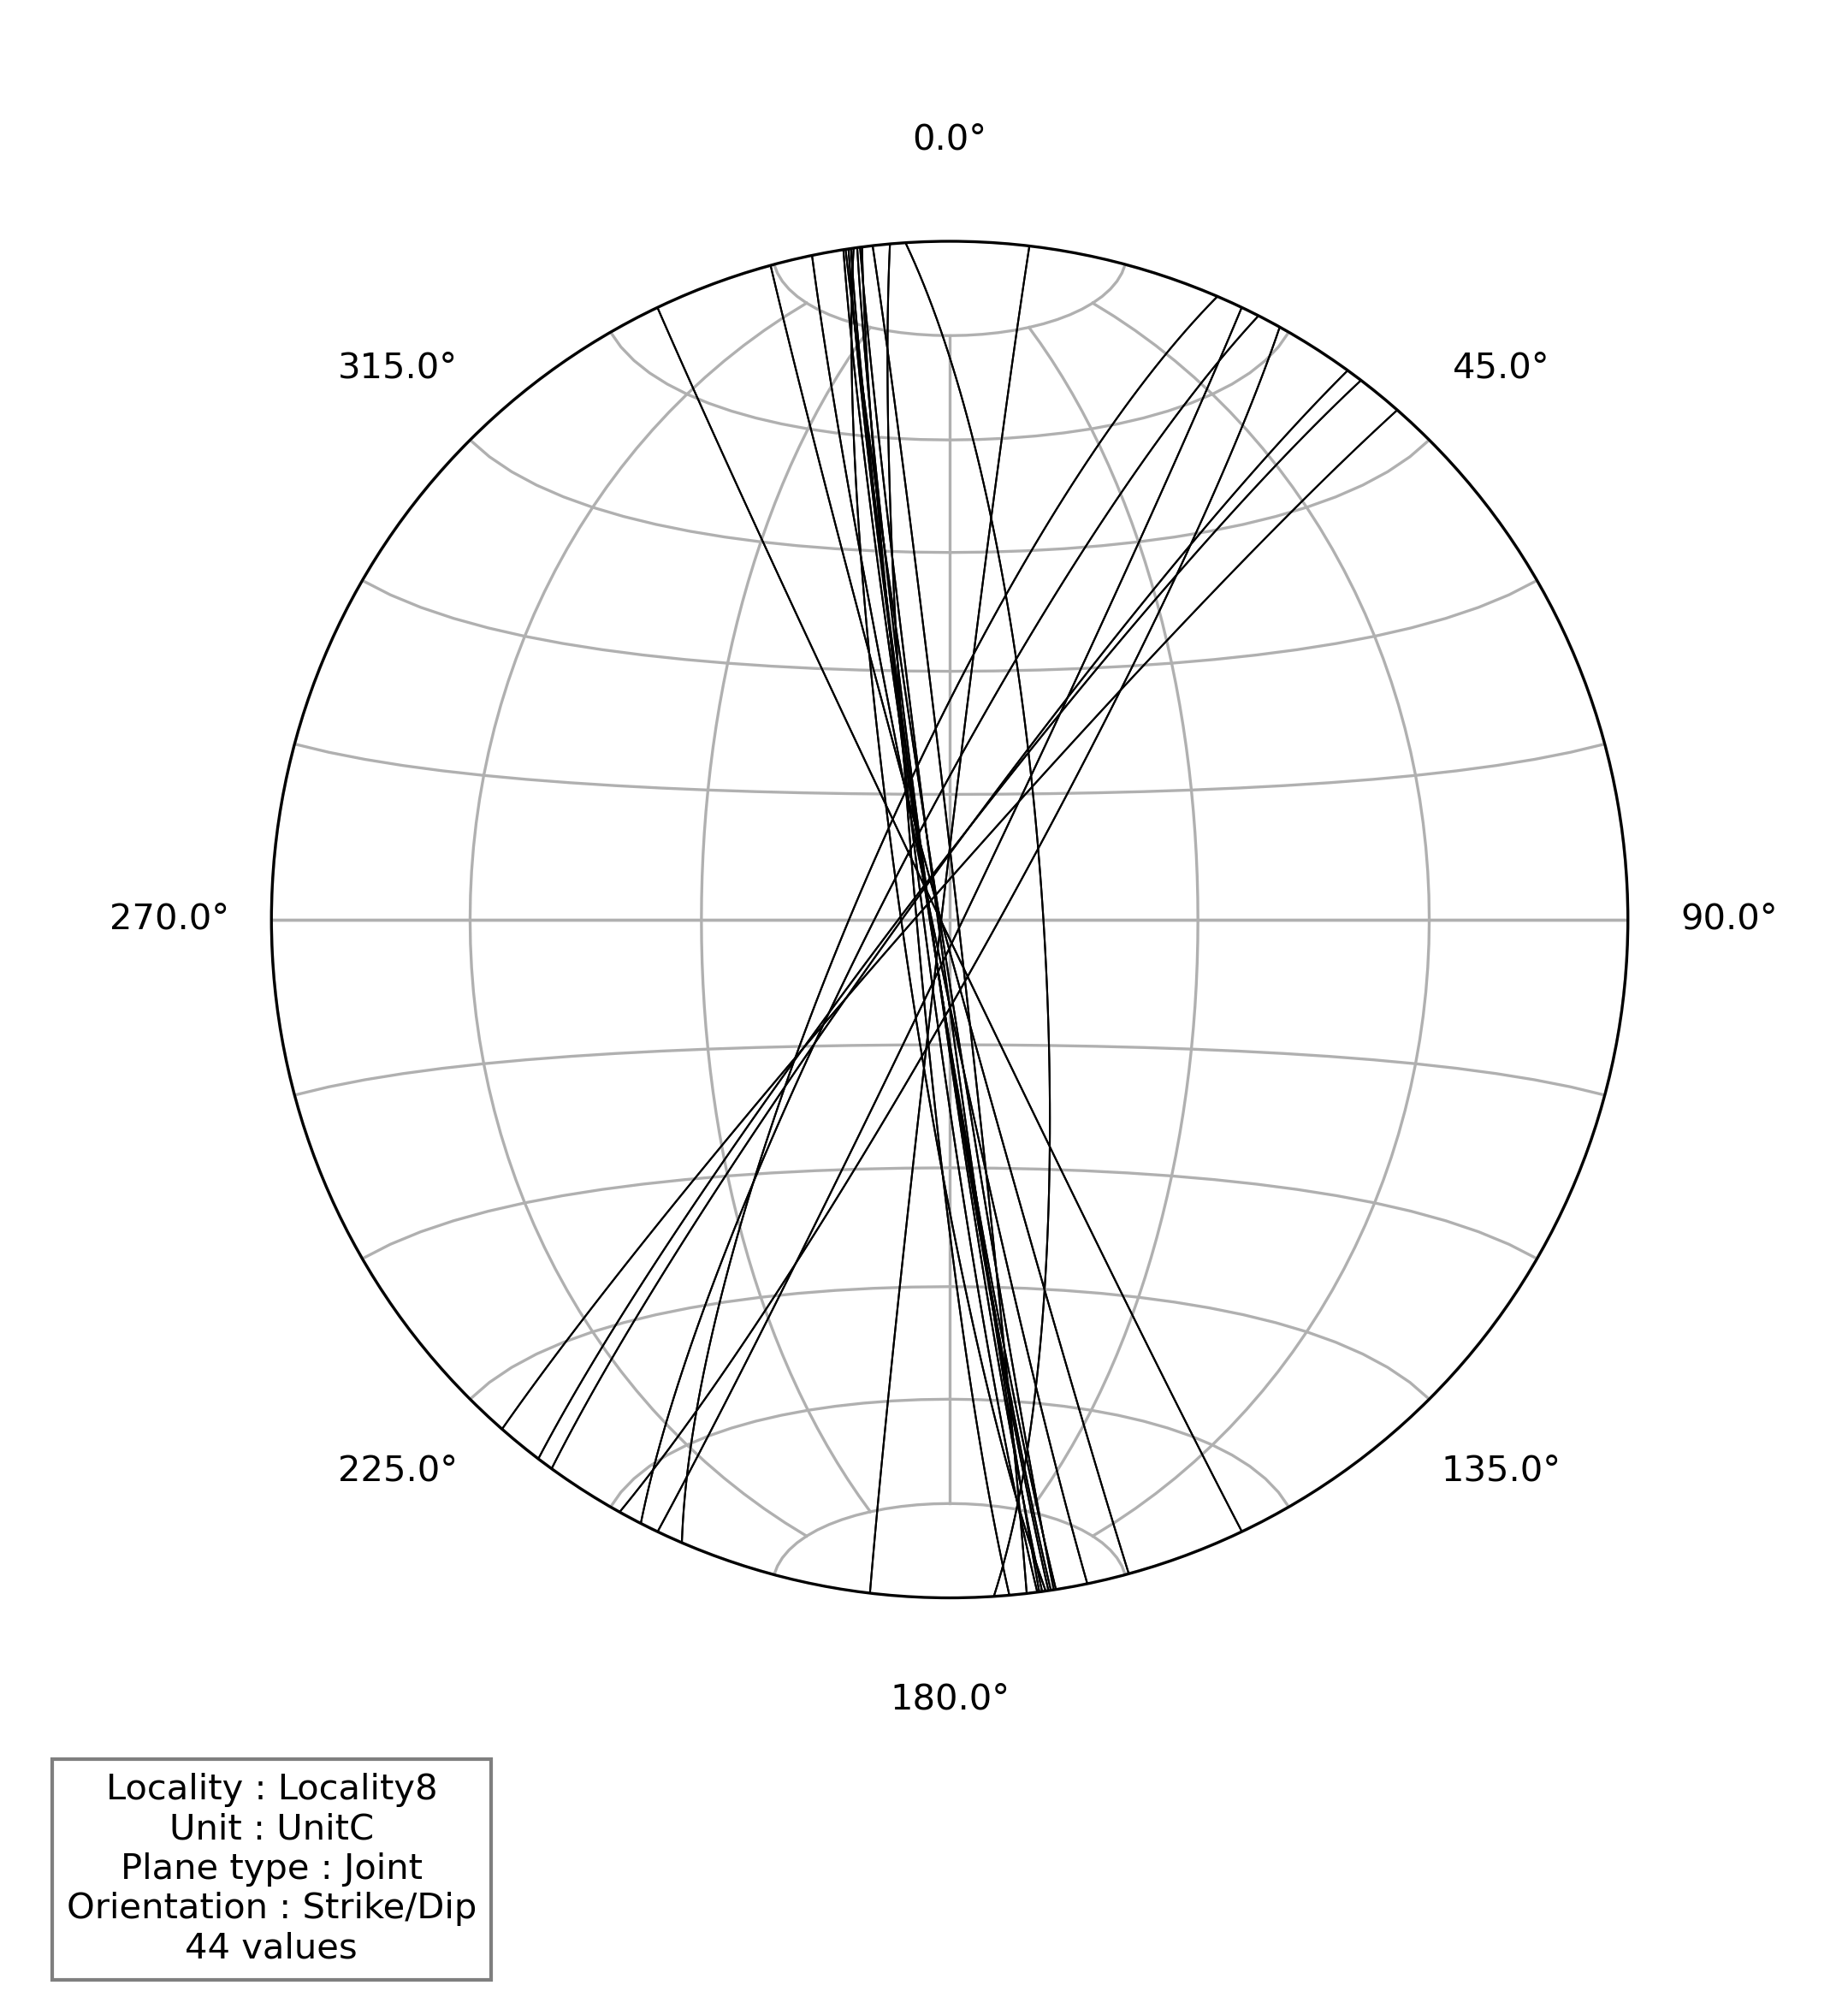 0.0°
315.0°
45.0°
270.0°
90.0°
225.0°
135.0°
180.0°
Locality : Locality8
Unit : UnitC
Plane type : Joint
Orientation : Strike/Dip
44 values